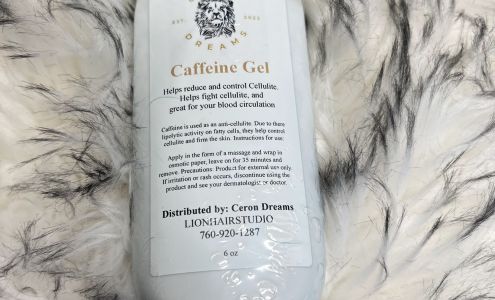 EST. 2023
DREAMS
Caffeine Gel
Helps reduce and control Cellulite.
Helps fight cellulite, and
great for your blood circulation
Caffeine is used as an anti-cellulite. Due to there
lipolytic activity on fatty cells, they help control
cellulite and firm the skin. Instructions for use:
Apply in the form of a massage and wrap in
osmotic paper, leave on for 35 minutes and
remove. Precautions: Product for external use only.
If irritation or rash occurs, discontinue using the
product and see your dermatologist or doctor.
Distributed by: Ceron Dreams
LIONHAIRSTUDIO
760-920-1287
6 oz